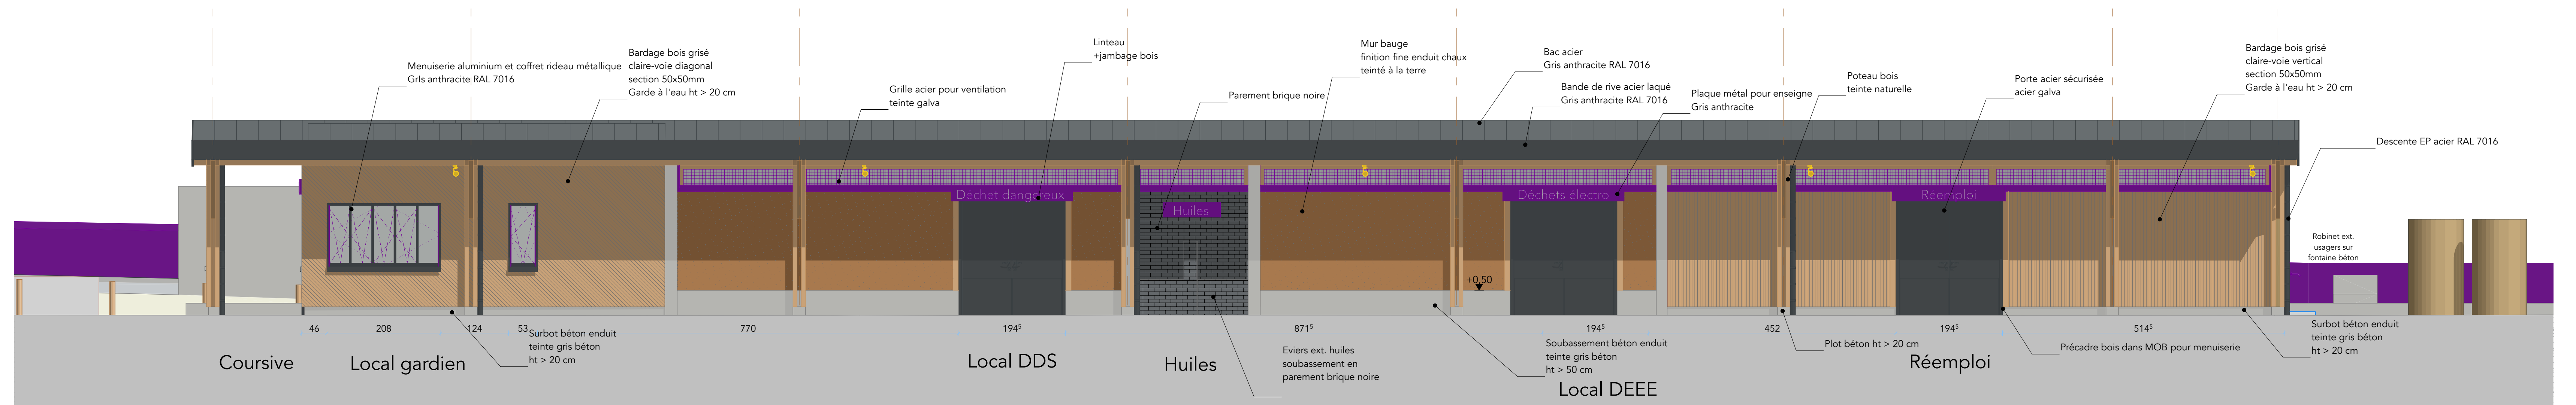 Menuiserie aluminium et coffret rideau métallique
GrIs anthracite RAL 7016
Bardage bois grisé
claire-voie diagonal
section 50x50mm
Garde à l'eau ht > 20 cm
Grille acier pour ventilation
teinte galva
Linteau
+jambage bois
Parement brique noire
Mur bauge
finition fine enduit chaux
teinté à la terre
Bac acier
Gris anthracite RAL 7016
Bande de rive acier laqué
Gris anthracite RAL 7016
Plaque métal pour enseigne
Gris anthracite
Poteau bois
teinte naturelle
Porte acier sécurisée
acier galva
Bardage bois grisé
claire-voie vertical
section 50x50mm
Garde à l'eau ht > 20 cm
Descente EP acier RAL 7016
Déchet dangereux
Huiles
Déchets électro
Réemploi
Robinet ext.
usagers sur
fontaine béton
+0,50
46
208
124
53
770
194⁵
871⁵
194⁵
452
194⁵
514⁵
Surbot béton enduit
teinte gris béton
ht > 20 cm
Eviers ext. huiles
soubassement en
parement brique noire
Soubassement béton enduit
teinte gris béton
ht > 50 cm
Plot béton ht > 20 cm
Précadre bois dans MOB pour menuiserie
Surbot béton enduit
teinte gris béton
ht > 20 cm
Coursive
Local gardien
Local DDS
Huiles
Local DEEE
Réemploi